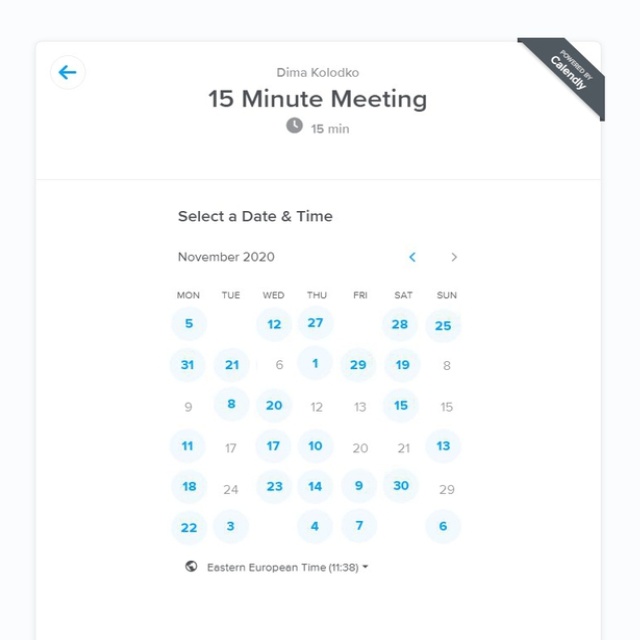 POWERED BY
Calendly
Dima Kolodko
15 Minute Meeting
15 min
Select a Date & Time
November 2020
MON TUE WED THU FRI SAT SUN
5 12 27 28 25
31 21 6 1 29 19 8
9 8 20 12 13 15 15
11 17 17 10 20 21 13
18 24 23 14 9 30 29
22 3 4 7 6
Eastern European Time (11:38)